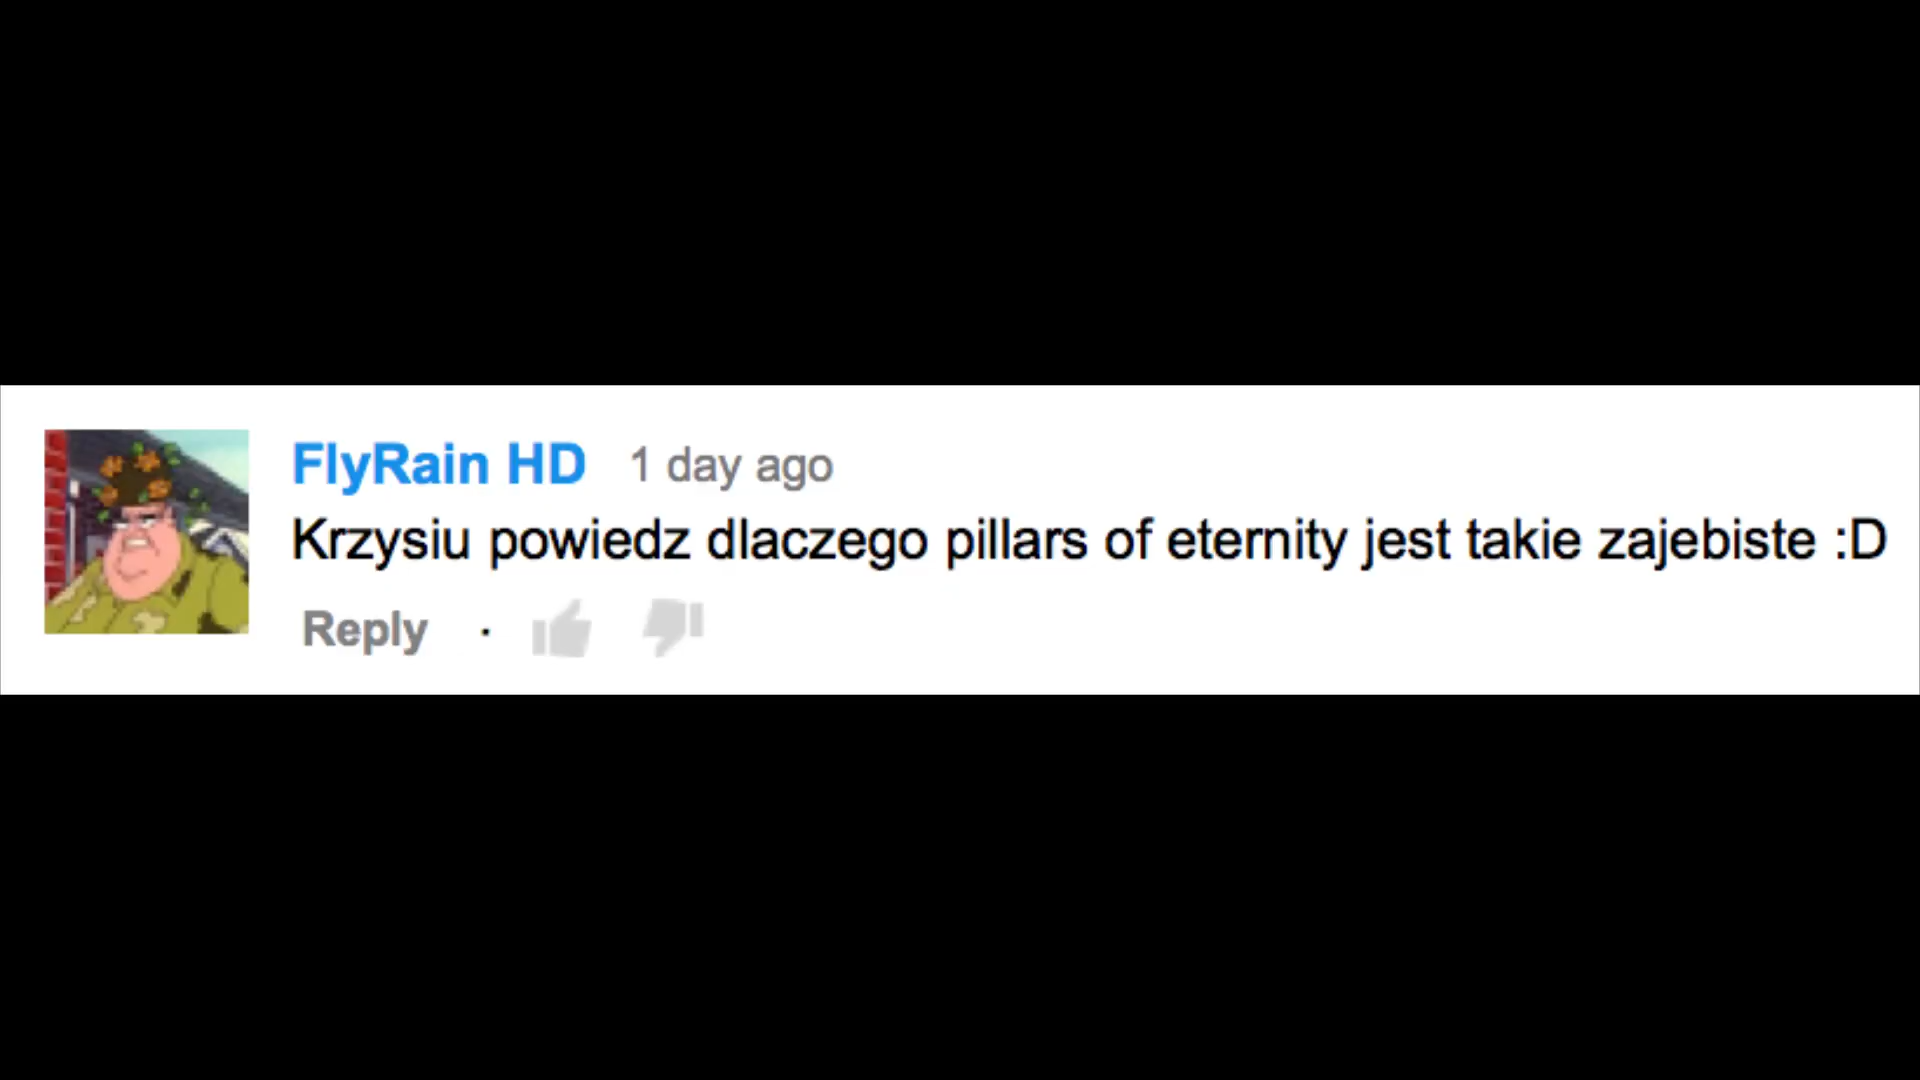 FlyRain HD 1 day ago
Krzysiu powiedz dlaczego pillars of eternity jest takie zajebiste :D
Reply ·